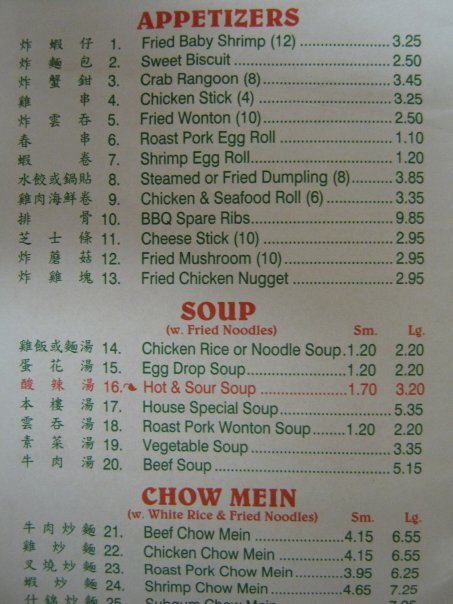 APPETIZERS
炸蝦仔 1. Fried Baby Shrimp (12) 3.25
炸麵包 2. Sweet Biscuit 2.50
炸蟹鉗 3. Crab Rangoon (8) 3.45
雞串 4. Chicken Stick (4) 3.25
炸雲吞 5. Fried Wonton (10) 2.50
春串 6. Roast Pork Egg Roll 1.10
蝦卷 7. Shrimp Egg Roll 1.20
水餃或鍋貼 8. Steamed or Fried Dumpling (8) 3.85
雞肉海鮮卷 9. Chicken & Seafood Roll (6) 3.35
排骨 10. BBQ Spare Ribs 9.85
芝士條 11. Cheese Stick (10) 2.95
炸蘑菇 12. Fried Mushroom (10) 2.95
炸雞塊 13. Fried Chicken Nugget 2.95
SOUP
(w. Fried Noodles) Sm. Lg.
雞飯或麵湯 14. Chicken Rice or Noodle Soup 1.20 2.20
蛋花湯 15. Egg Drop Soup 1.20 2.20
酸辣湯 16. Hot & Sour Soup 1.70 3.20
本樓湯 17. House Special Soup 5.35
雲吞湯 18. Roast Pork Wonton Soup 1.20 2.20
素菜湯 19. Vegetable Soup 3.35
牛肉湯 20. Beef Soup 5.15
CHOW MEIN
(w. White Rice & Fried Noodles) Sm. Lg.
牛肉炒麵 21. Beef Chow Mein 4.15 6.55
雞炒麵 22. Chicken Chow Mein 4.15 6.55
叉燒炒麵 23. Roast Pork Chow Mein 3.95 6.25
蝦炒麵 24. Shrimp Chow Mein 4.65 7.25
什錦炒麵 25 Subgum Chow Mein